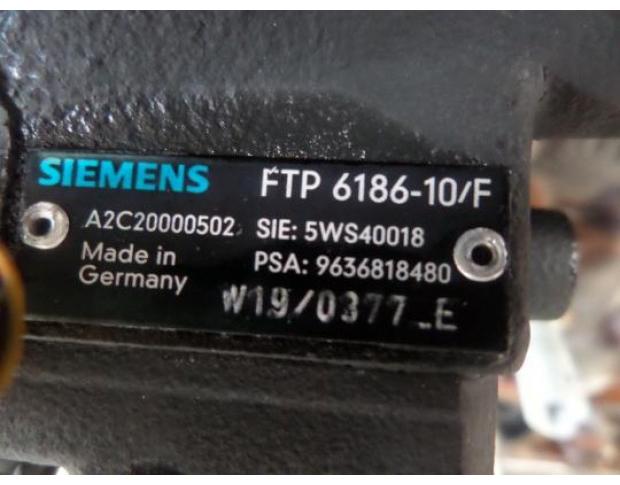 SIEMENS FTP 6186-10/F
A2C20000502 SIE: 5WS40018
Made in
Germany
PSA: 9636818480
W19/0377_E